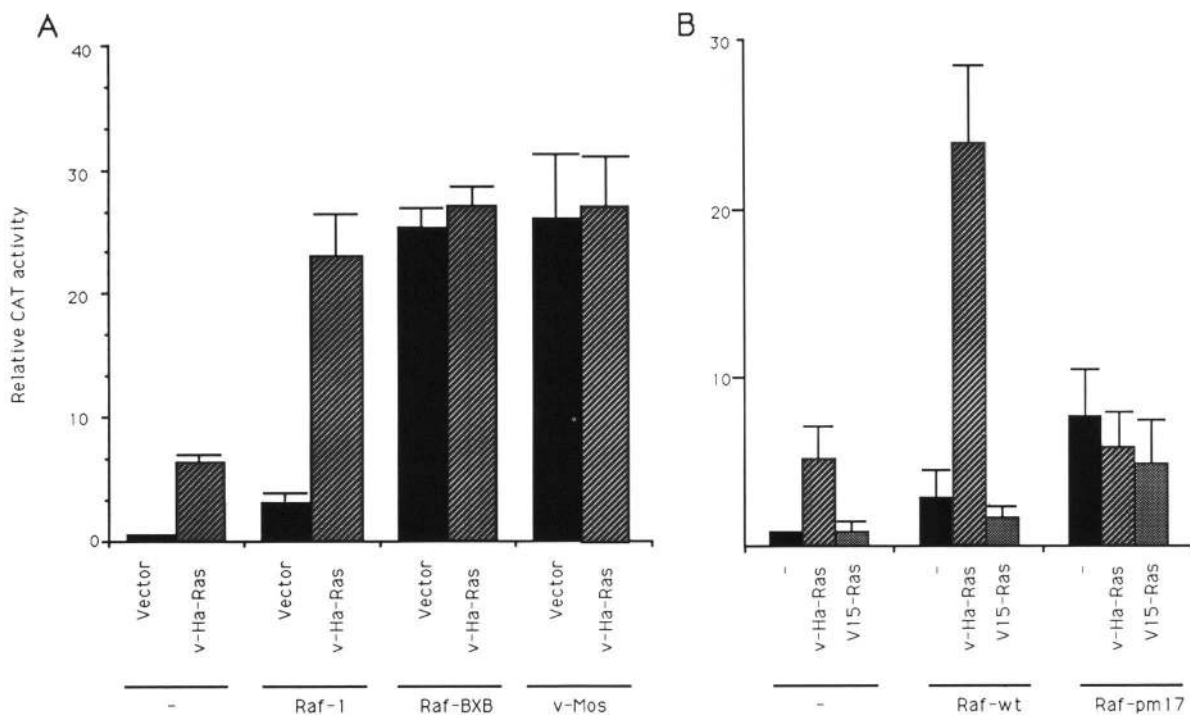 A
B
40
30
20
10
0
Relative CAT activity
30
20
10
Vector
v-Ha-Ras
Vector
v-Ha-Ras
Vector
v-Ha-Ras
Vector
v-Ha-Ras
-
v-Ha-Ras
V15-Ras
-
v-Ha-Ras
V15-Ras
-
v-Ha-Ras
V15-Ras
-
Raf-1
Raf-BXB
v-Mos
-
Raf-wt
Raf-pm17